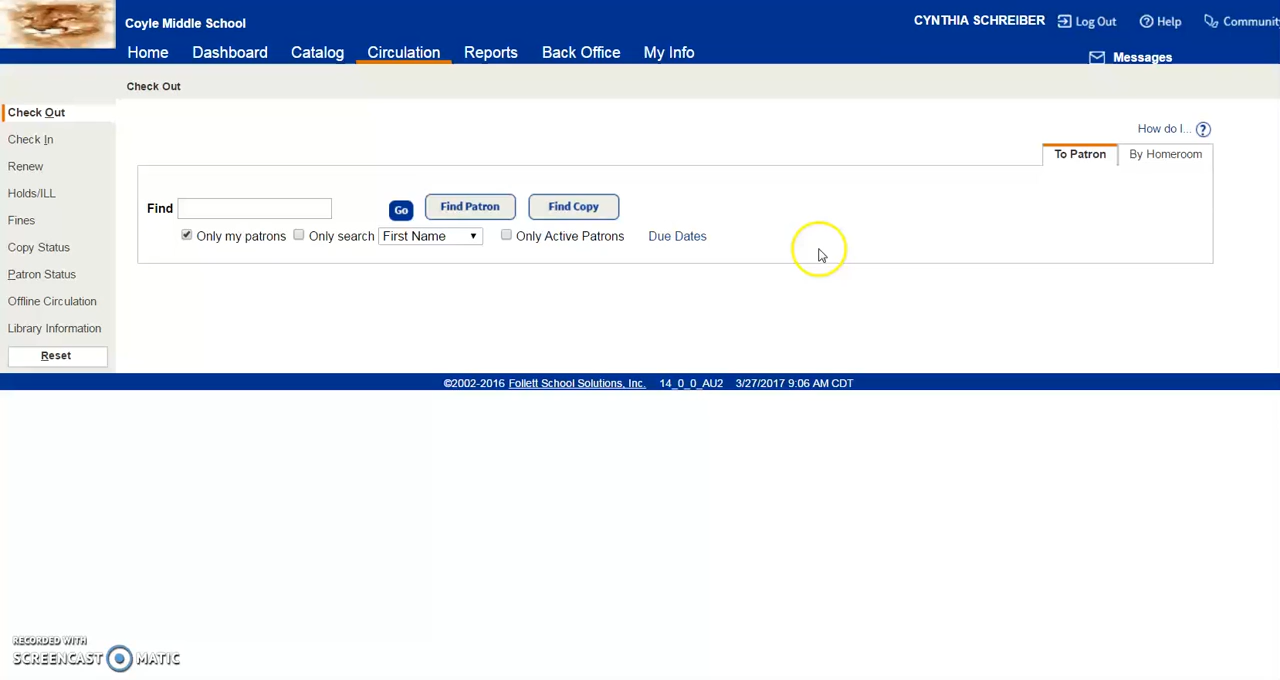 Coyle Middle School
CYNTHIA SCHREIBER Log Out Help Community
Home Dashboard Catalog Circulation Reports Back Office My Info
Messages
Check Out
Check Out
Check In
Renew
Holds/ILL
Fines
Copy Status
Patron Status
Offline Circulation
Library Information
Reset
How do I... ?
To Patron By Homeroom
Find Go Find Patron Find Copy
Only my patrons Only search First Name Only Active Patrons Due Dates
©2002-2016 Follett School Solutions, Inc. 14_0_0_AU2 3/27/2017 9:06 AM CDT
RECORDED WITH
SCREENCAST MATIC